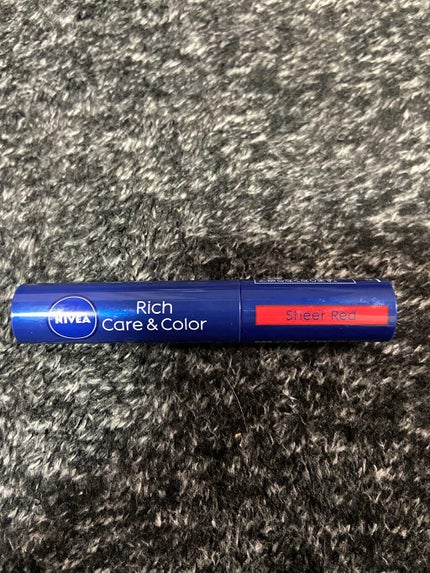 NIVEA
Rich
Care & Color
Sheer Red